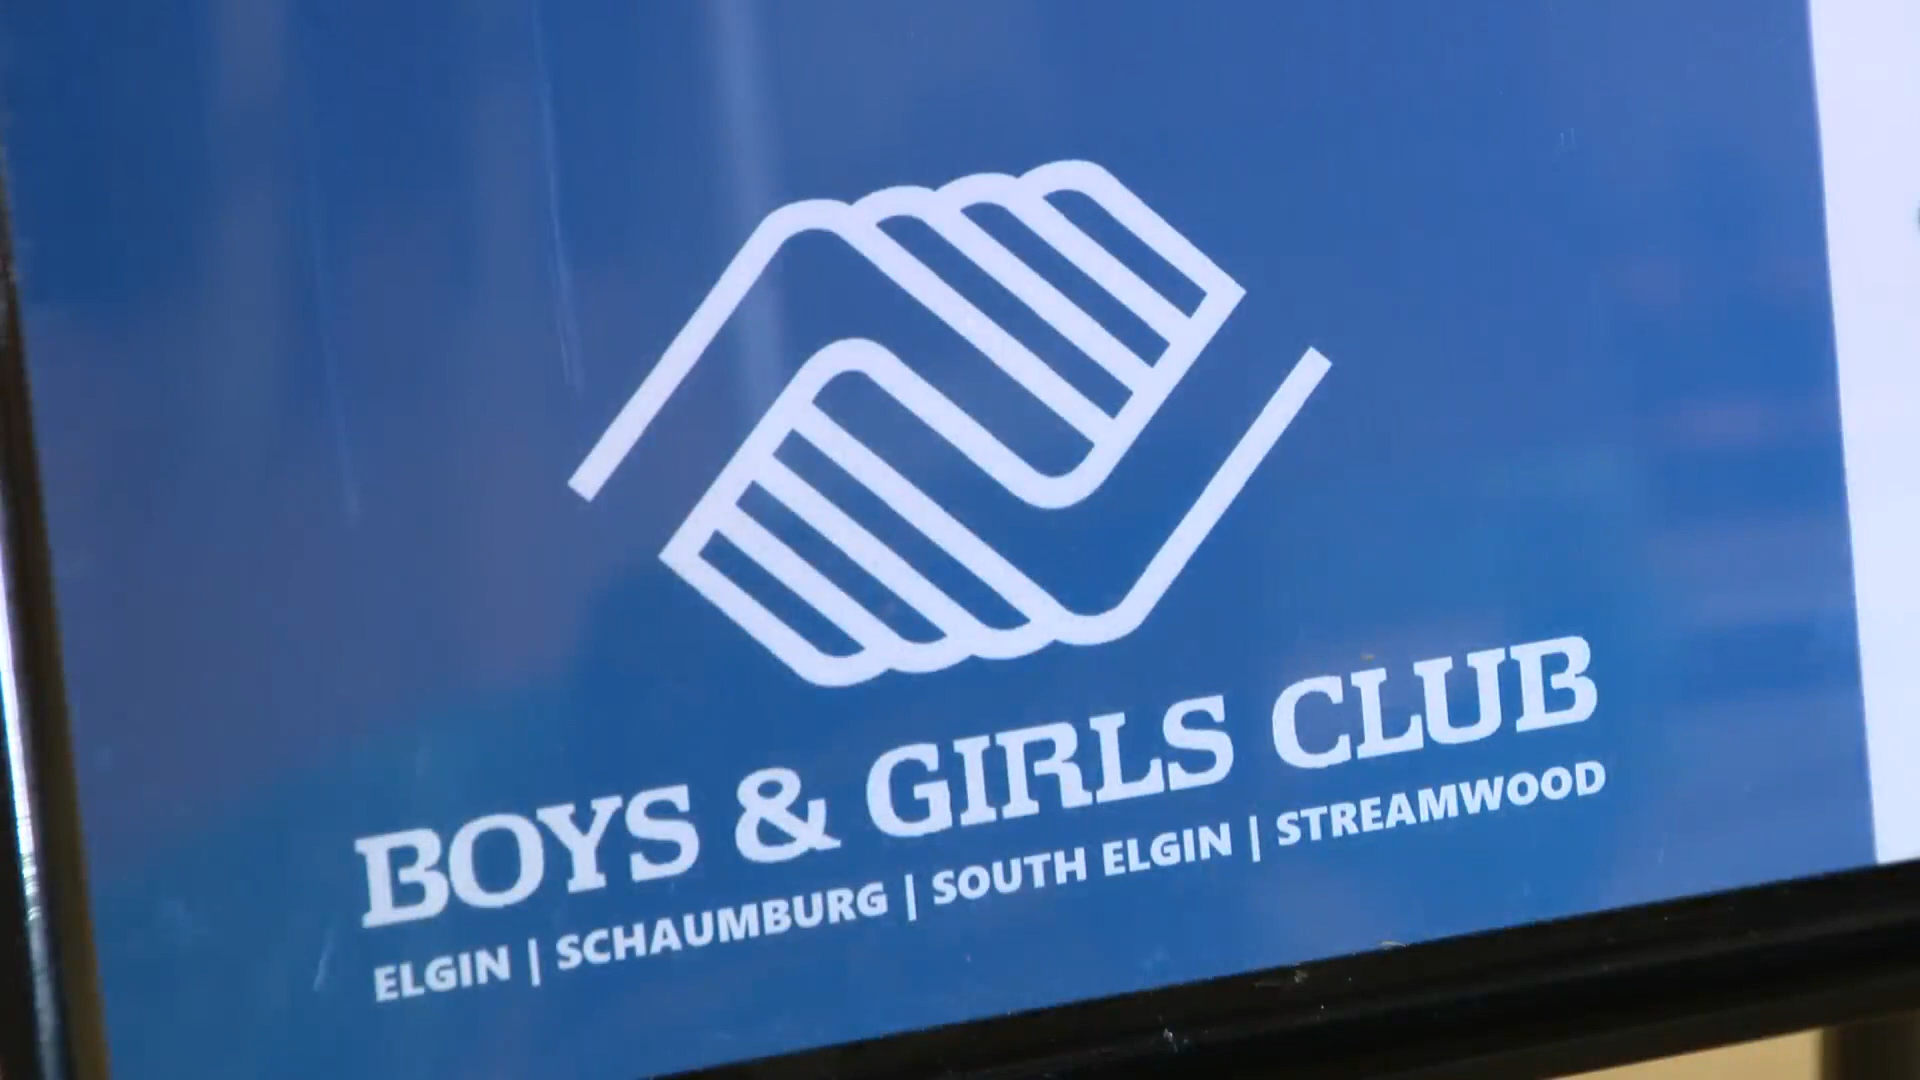 BOYS & GIRLS CLUB
ELGIN | SCHAUMBURG | SOUTH ELGIN | STREAMWOOD